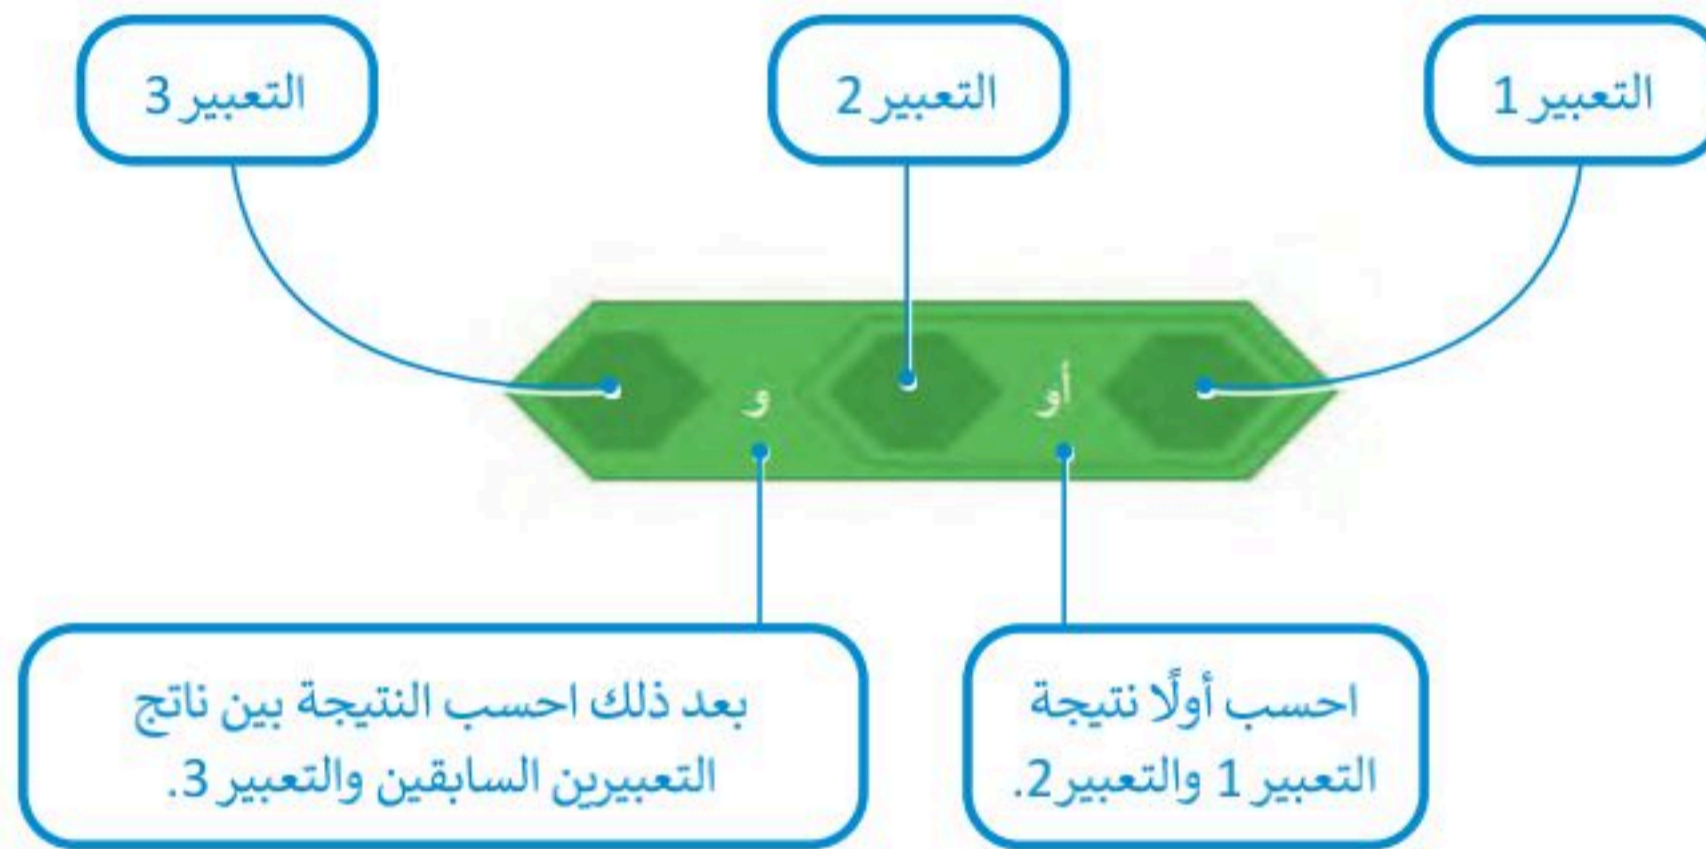 التعبير 1
التعبير 2
التعبير 3
احسب أولًا نتيجة
التعبير 1 والتعبير 2.
بعد ذلك احسب النتيجة بين ناتج
التعبيرين السابقين والتعبير 3.